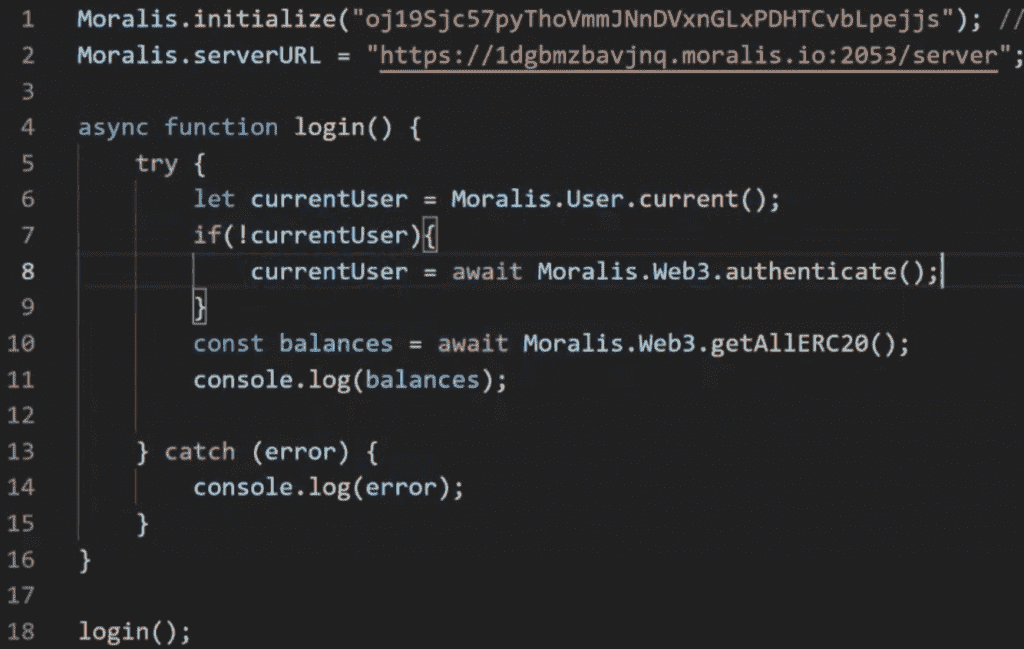 1 Moralis.initialize("oj19Sjc57pyThoVmmJNnDVxnGLxPDHTCvbLpejjs"); //
2 Moralis.serverURL = "https://1dgbmzbavjnq.moralis.io:2053/server";
3
4 async function login() {
5 try {
6 let currentUser = Moralis.User.current();
7 if(!currentUser){
8 currentUser = await Moralis.Web3.authenticate();
9 }
10 const balances = await Moralis.Web3.getAllERC20();
11 console.log(balances);
12
13 } catch (error) {
14 console.log(error);
15 }
16 }
17
18 login();